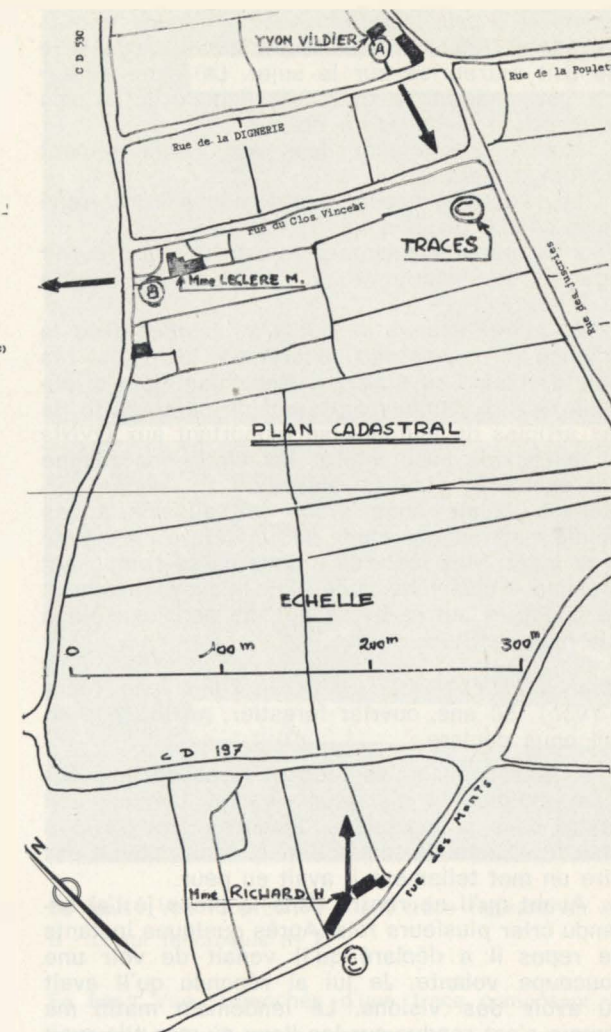 C D 530
YVON VILDIER
A
Rue de la Poulet
Rue de la DIGNERIE
Rue du Clos Vincent
C
TRACES
Mme LECLERE M.
B
Rue des
PLAN CADASTRAL
ECHELLE
0 100 m 200 m 300 m
C D 197
rue des Monts
Mme RICHARD H
N